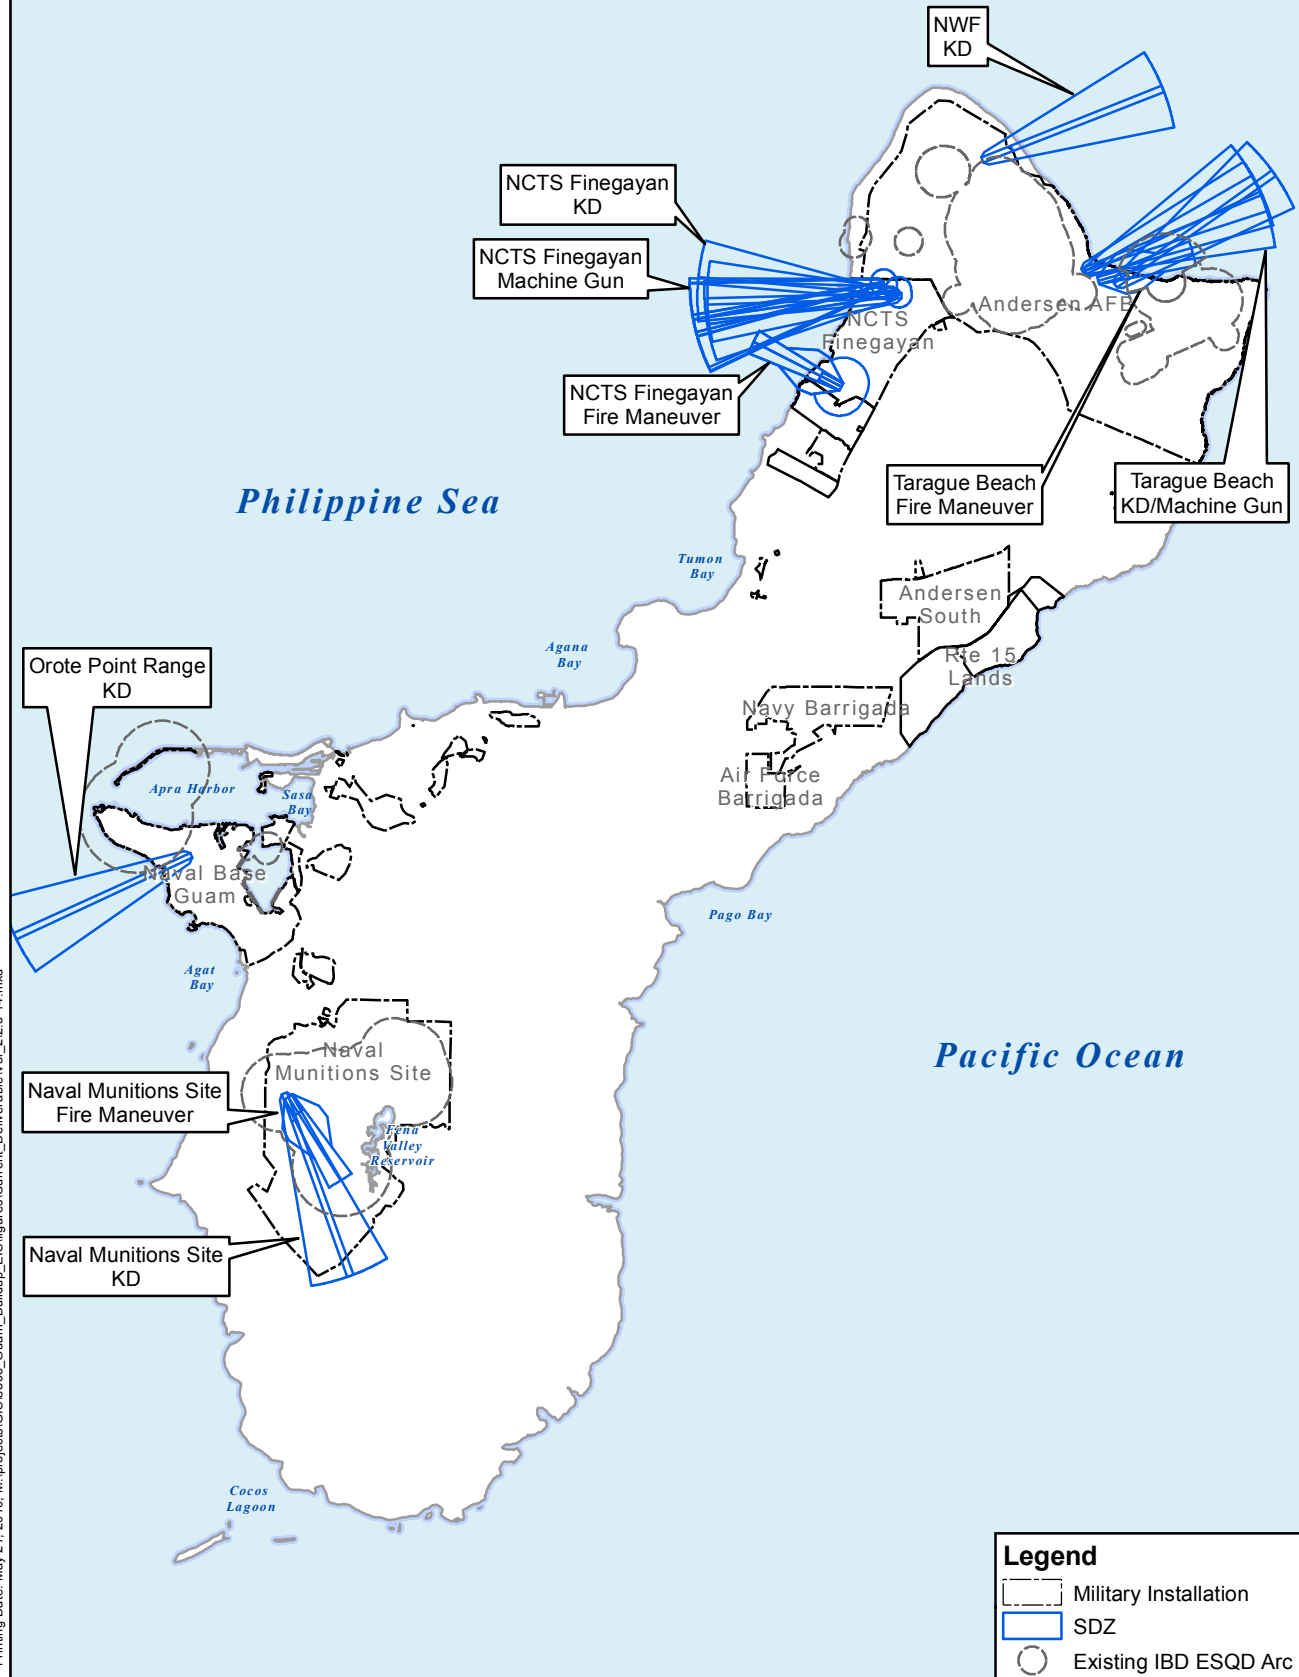 NWF
KD
NCTS Finegayan
KD
NCTS Finegayan
Machine Gun
Andersen AFB
NCTS
Finegayan
NCTS Finegayan
Fire Maneuver
Tarague Beach
Fire Maneuver
Tarague Beach
KD/Machine Gun
Philippine Sea
Tumon
Bay
Andersen
South
Agana
Bay
Rte 15
Lands
Orote Point Range
KD
Navy Barrigada
Air Force
Barrigada
Apra Harbor
Sasa
Bay
Naval Base
Guam
Pago Bay
Agat
Bay
Naval
Munitions Site
Pacific Ocean
Naval Munitions Site
Fire Maneuver
Fena
Valley
Reservoir
Naval Munitions Site
KD
Cocos
Lagoon
Legend
Military Installation
SDZ
Existing IBD ESQD Arc